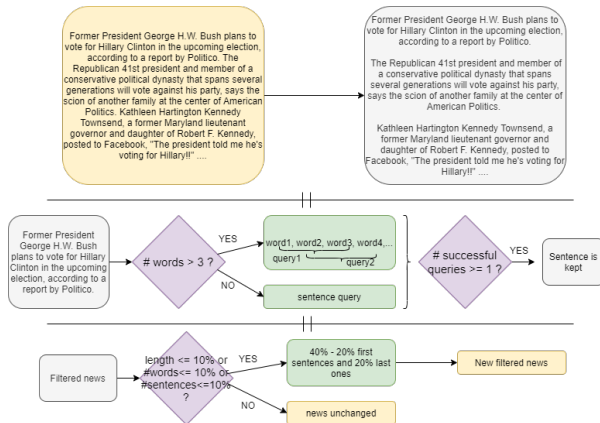 Former President George H.W. Bush plans to
vote for Hillary Clinton in the upcoming election,
according to a report by Politico. The
Republican 41st president and member of a
conservative political dynasty that spans several
generations will vote against his party,
says the scion of another family at the center of
American
Politics. Kathleen Hartington Kennedy
Townsend, a former Maryland lieutenant
governor and daughter of Robert F. Kennedy,
posted to Facebook, "The president told me he's
voting for Hillary!!" ....
Former President George H.W. Bush plans to
vote for Hillary Clinton in the upcoming election,
according to a report by Politico.
The Republican 41st president and member of
a conservative political dynasty that spans
several generations will vote against his party,
says the scion of another family at the center of
American Politics.
Kathleen Hartington Kennedy Townsend, a
former Maryland lieutenant governor and
daughter of Robert F. Kennedy, posted to
Facebook, "The president told me he's voting for
Hillary!!" ....
Former President
George H.W. Bush
plans to vote for Hillary
Clinton in the upcoming
election, according to a
report by Politico.
# words > 3 ?
YES
NO
word1, word2, word3, word4,...
query1
query2
sentence query
# successful
queries >= 1 ?
YES
Sentence is
kept
Filtered news
length <= 10% or
#words<= 10% or
#sentences<=10%
?
YES
NO
40% - 20% first
sentences and 20% last
ones
news unchanged
New filtered news